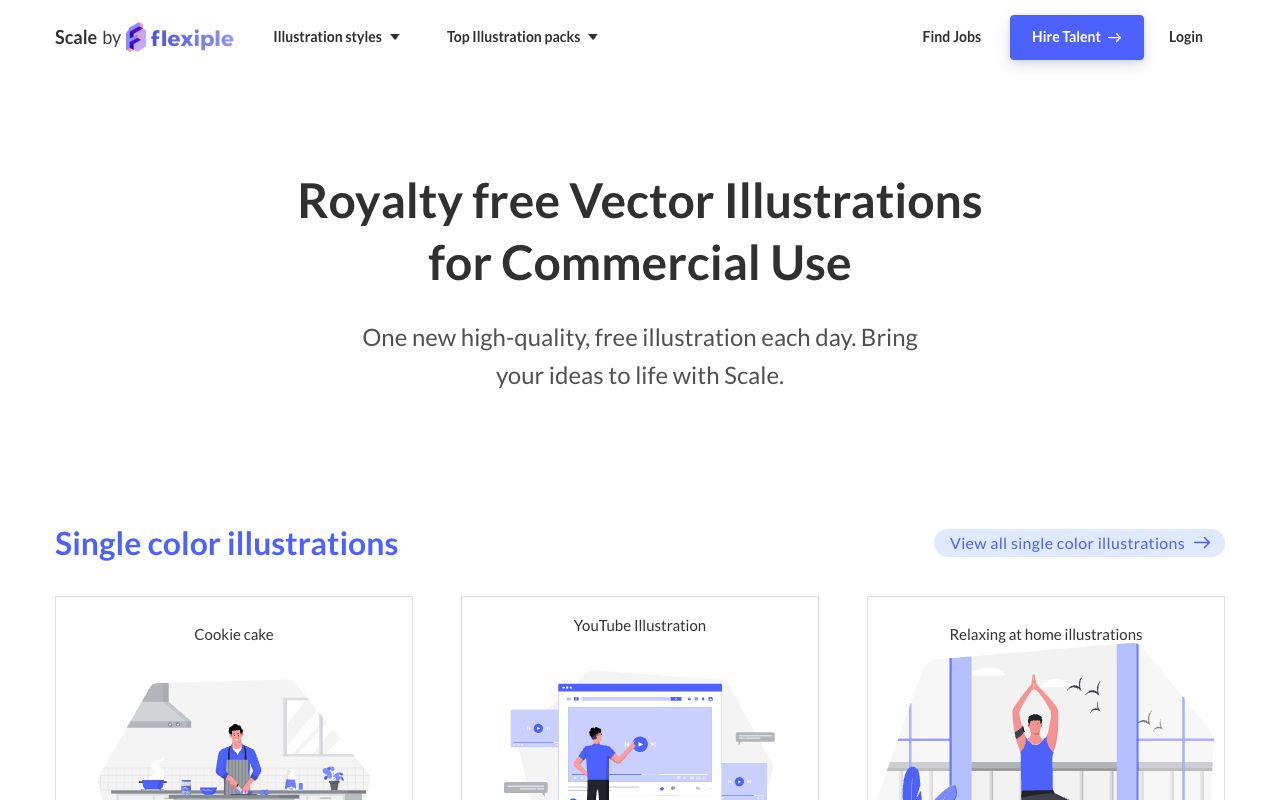 Scale by flexiple
Illustration styles
Top Illustration packs
Find Jobs
Hire Talent
Login
Royalty free Vector Illustrations
for Commercial Use
One new high-quality, free illustration each day. Bring
your ideas to life with Scale.
Single color illustrations
View all single color illustrations
Cookie cake
YouTube Illustration
Relaxing at home illustrations